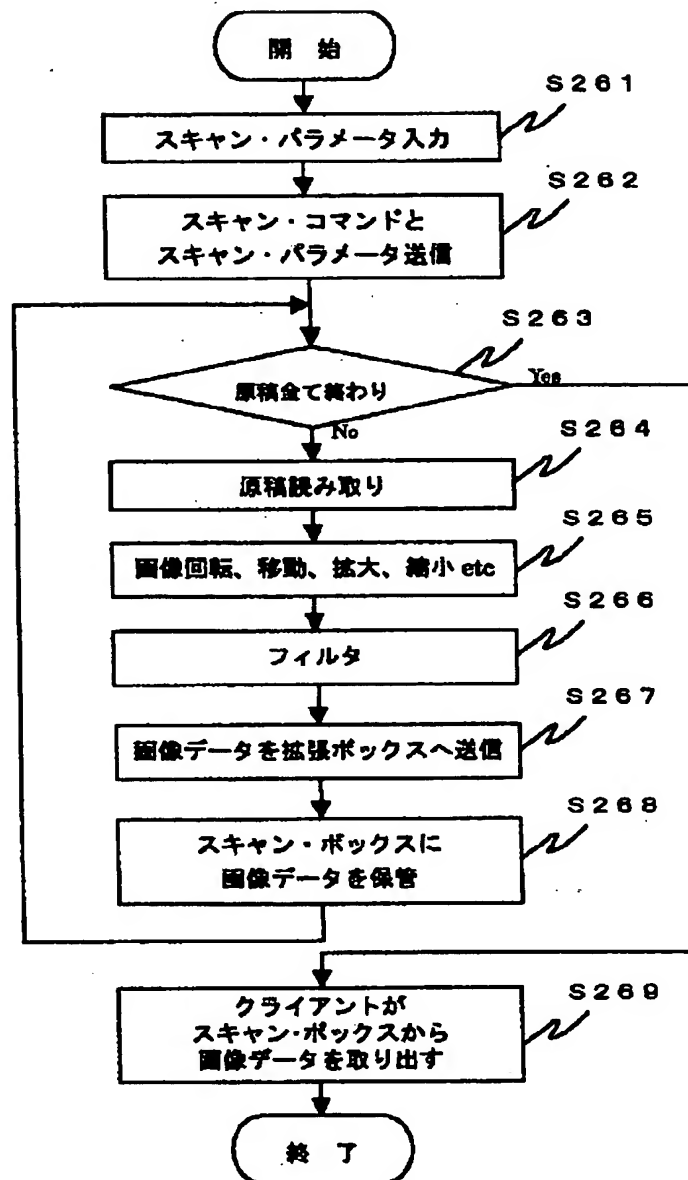 開 始
S261
スキャン・パラメータ入力
S262
スキャン・コマンドと
スキャン・パラメータ送信
S263
原稿全て終わり
Yes
No
S264
原稿読み取り
S265
画像回転、移動、拡大、縮小 etc
S266
フィルタ
S267
画像データを拡張ボックスへ送信
S268
スキャン・ボックスに
画像データを保管
S269
クライアントが
スキャン・ボックスから
画像データを取り出す
終 了